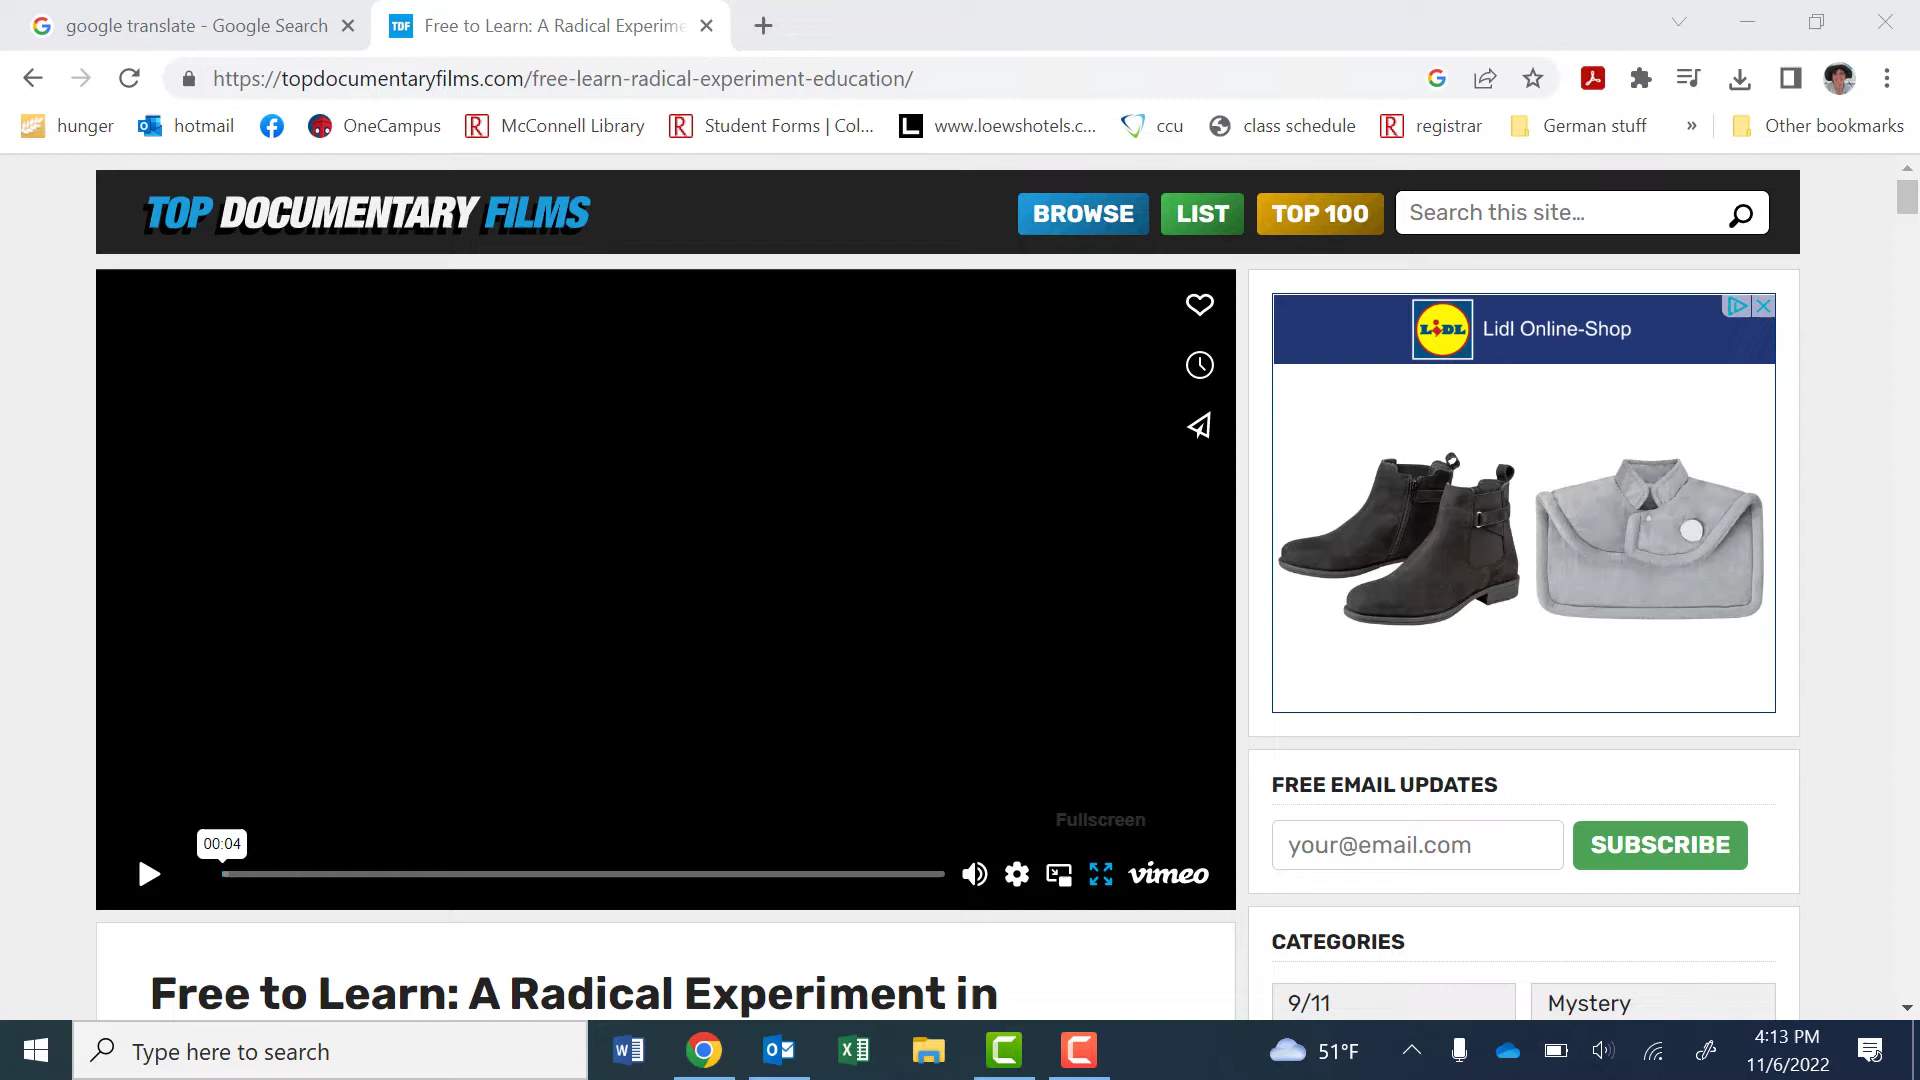 google translate - Google Search
Free to Learn: A Radical Experime
https://topdocumentaryfilms.com/free-learn-radical-experiment-education/
hunger hotmail OneCampus McConnell Library Student Forms | Col... www.loewshotels.c... ccu class schedule registrar German stuff » Other bookmarks
TOP DOCUMENTARY FILMS
BROWSE LIST TOP 100 Search this site...
LIDL Lidl Online-Shop
Fullscreen
00:04
vimeo
FREE EMAIL UPDATES
your@email.com SUBSCRIBE
CATEGORIES
9/11 Mystery
Free to Learn: A Radical Experiment in
Type here to search
51°F
4:13 PM
11/6/2022